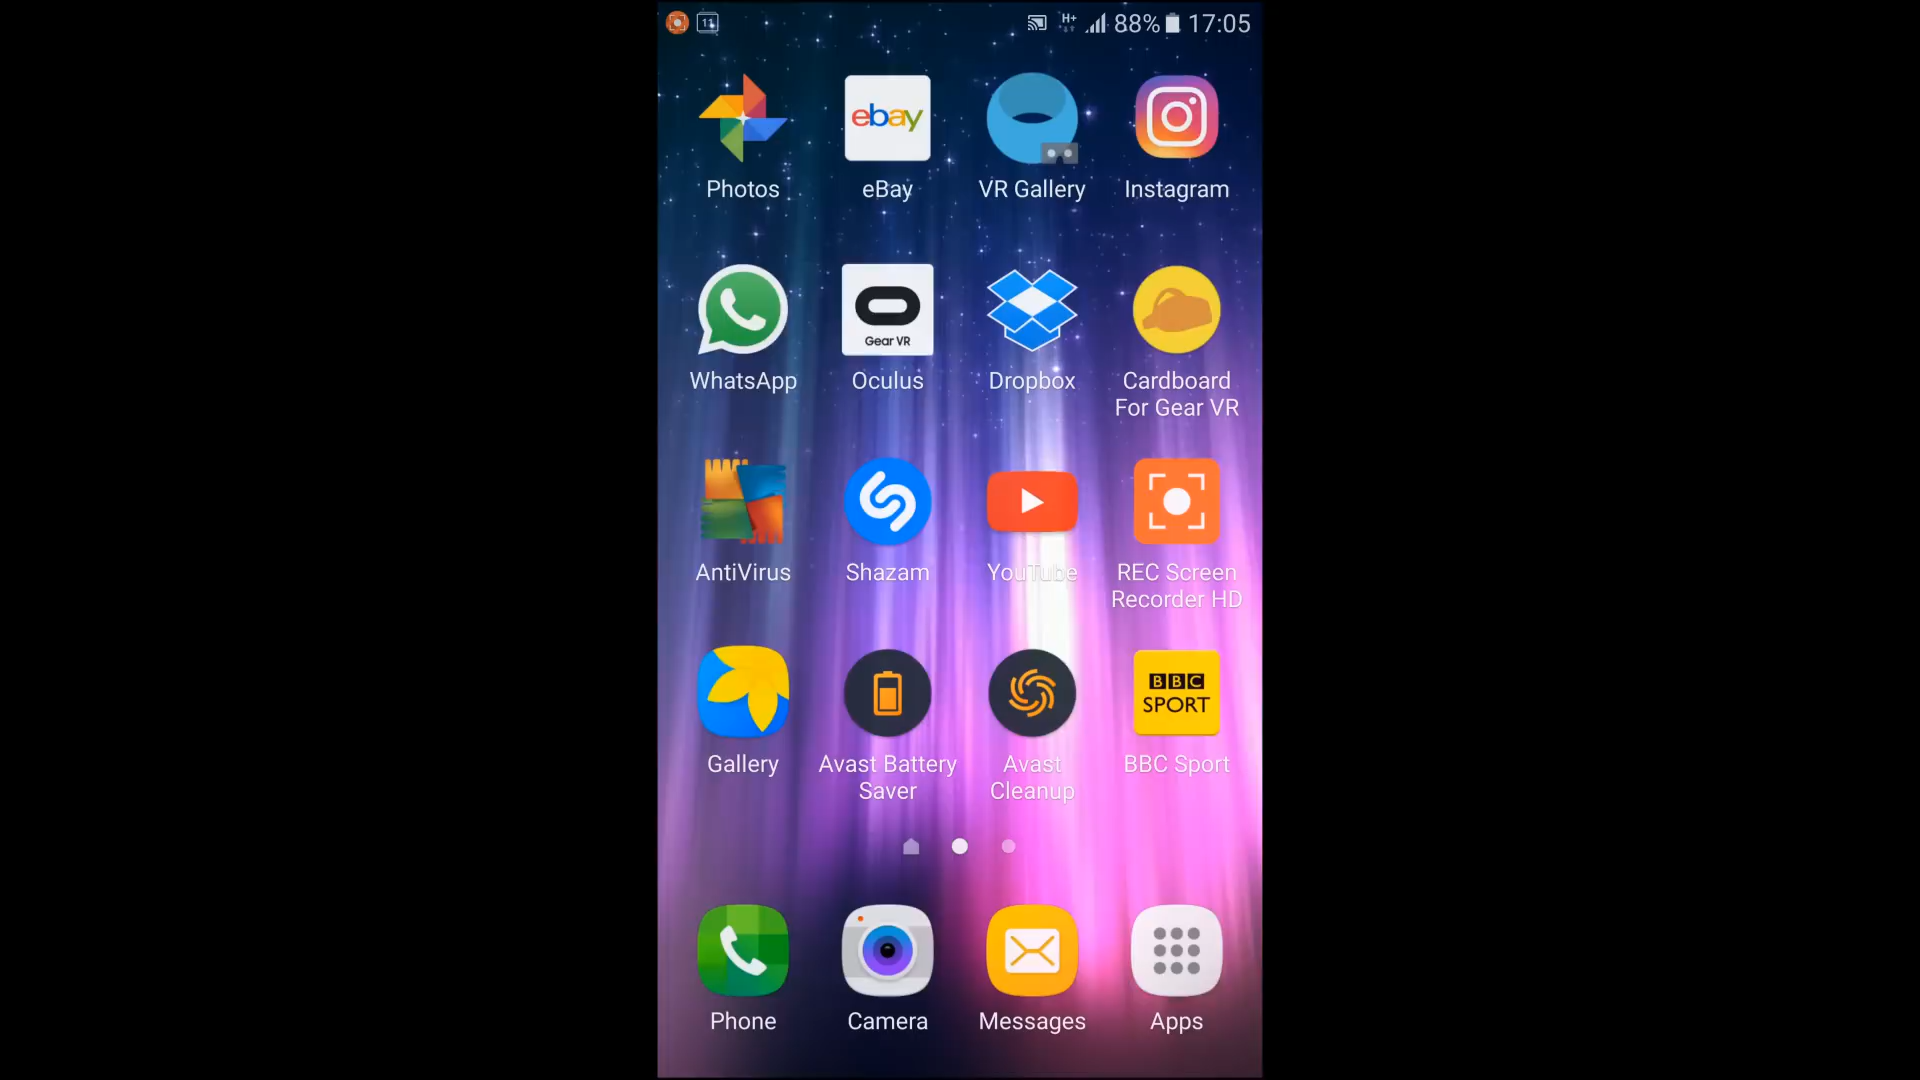 11 H+ 88% 17:05
Photos eBay VR Gallery Instagram
ebay
Gear VR
WhatsApp Oculus Dropbox Cardboard
For Gear VR
AntiVirus Shazam YouTube REC Screen
Recorder HD
BBC
SPORT
Gallery Avast Battery Avast BBC Sport
Saver Cleanup
Phone Camera Messages Apps